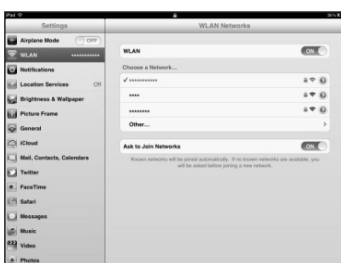 iPad
36%
Settings
WLAN Networks
Airplane Mode
OFF
WLAN
Notifications
Location Services
Off
Brightness & Wallpaper
Picture Frame
General
iCloud
Mail, Contacts, Calendars
Twitter
FaceTime
Safari
Messages
Music
Video
Photos
WLAN
ON
Choose a Network...
Other...
Ask to Join Networks
ON
Known networks will be joined automatically. If no known networks are available, you
will be asked before joining a new network.